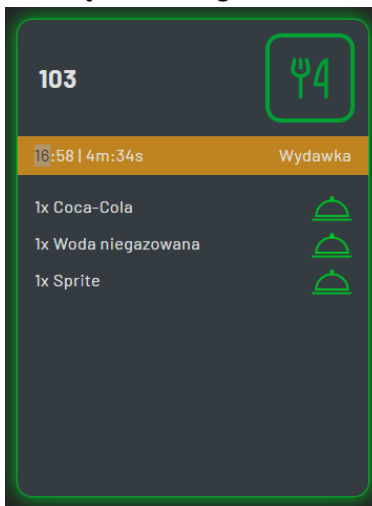 103
16:58 | 4m:34s Wydawka
1x Coca-Cola
1x Woda niegazowana
1x Sprite